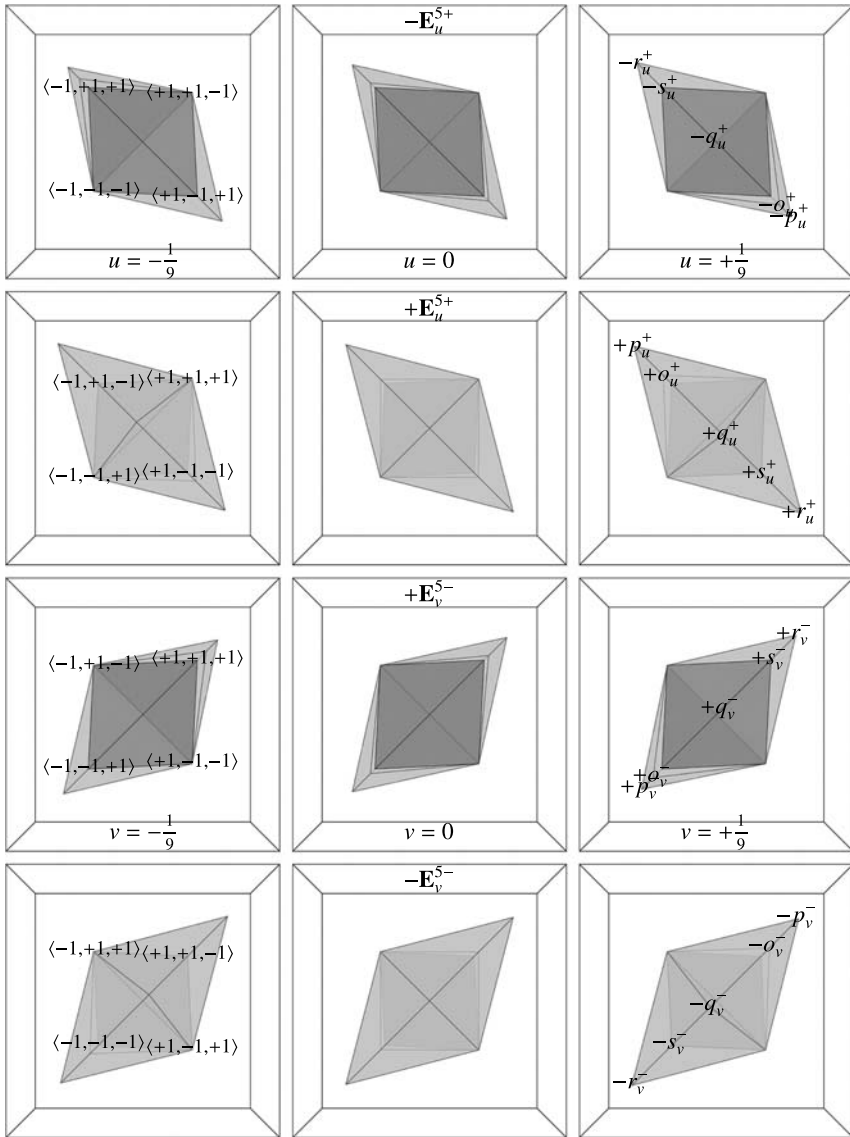 −E_u^{5+}
⟨−1,+1,+1⟩ ⟨+1,+1,−1⟩
⟨−1,−1,−1⟩ ⟨+1,−1,+1⟩
−r_u^+
−s_u^+
−q_u^+
−o_u^+
−p_u^+
u = −1/9
u = 0
u = +1/9
+E_u^{5+}
⟨−1,+1,−1⟩ ⟨+1,+1,+1⟩
⟨−1,−1,+1⟩ ⟨+1,−1,−1⟩
+p_u^+
+o_u^+
+q_u^+
+s_u^+
+r_u^+
+E_v^{5−}
⟨−1,+1,−1⟩ ⟨+1,+1,+1⟩
⟨−1,−1,+1⟩ ⟨+1,−1,−1⟩
+r_v^−
+s_v^−
+q_v^−
+o_v^−
+p_v^−
v = −1/9
v = 0
v = +1/9
−E_v^{5−}
⟨−1,+1,+1⟩ ⟨+1,+1,−1⟩
⟨−1,−1,−1⟩ ⟨+1,−1,+1⟩
−p_v^−
−o_v^−
−q_v^−
−s_v^−
−r_v^−